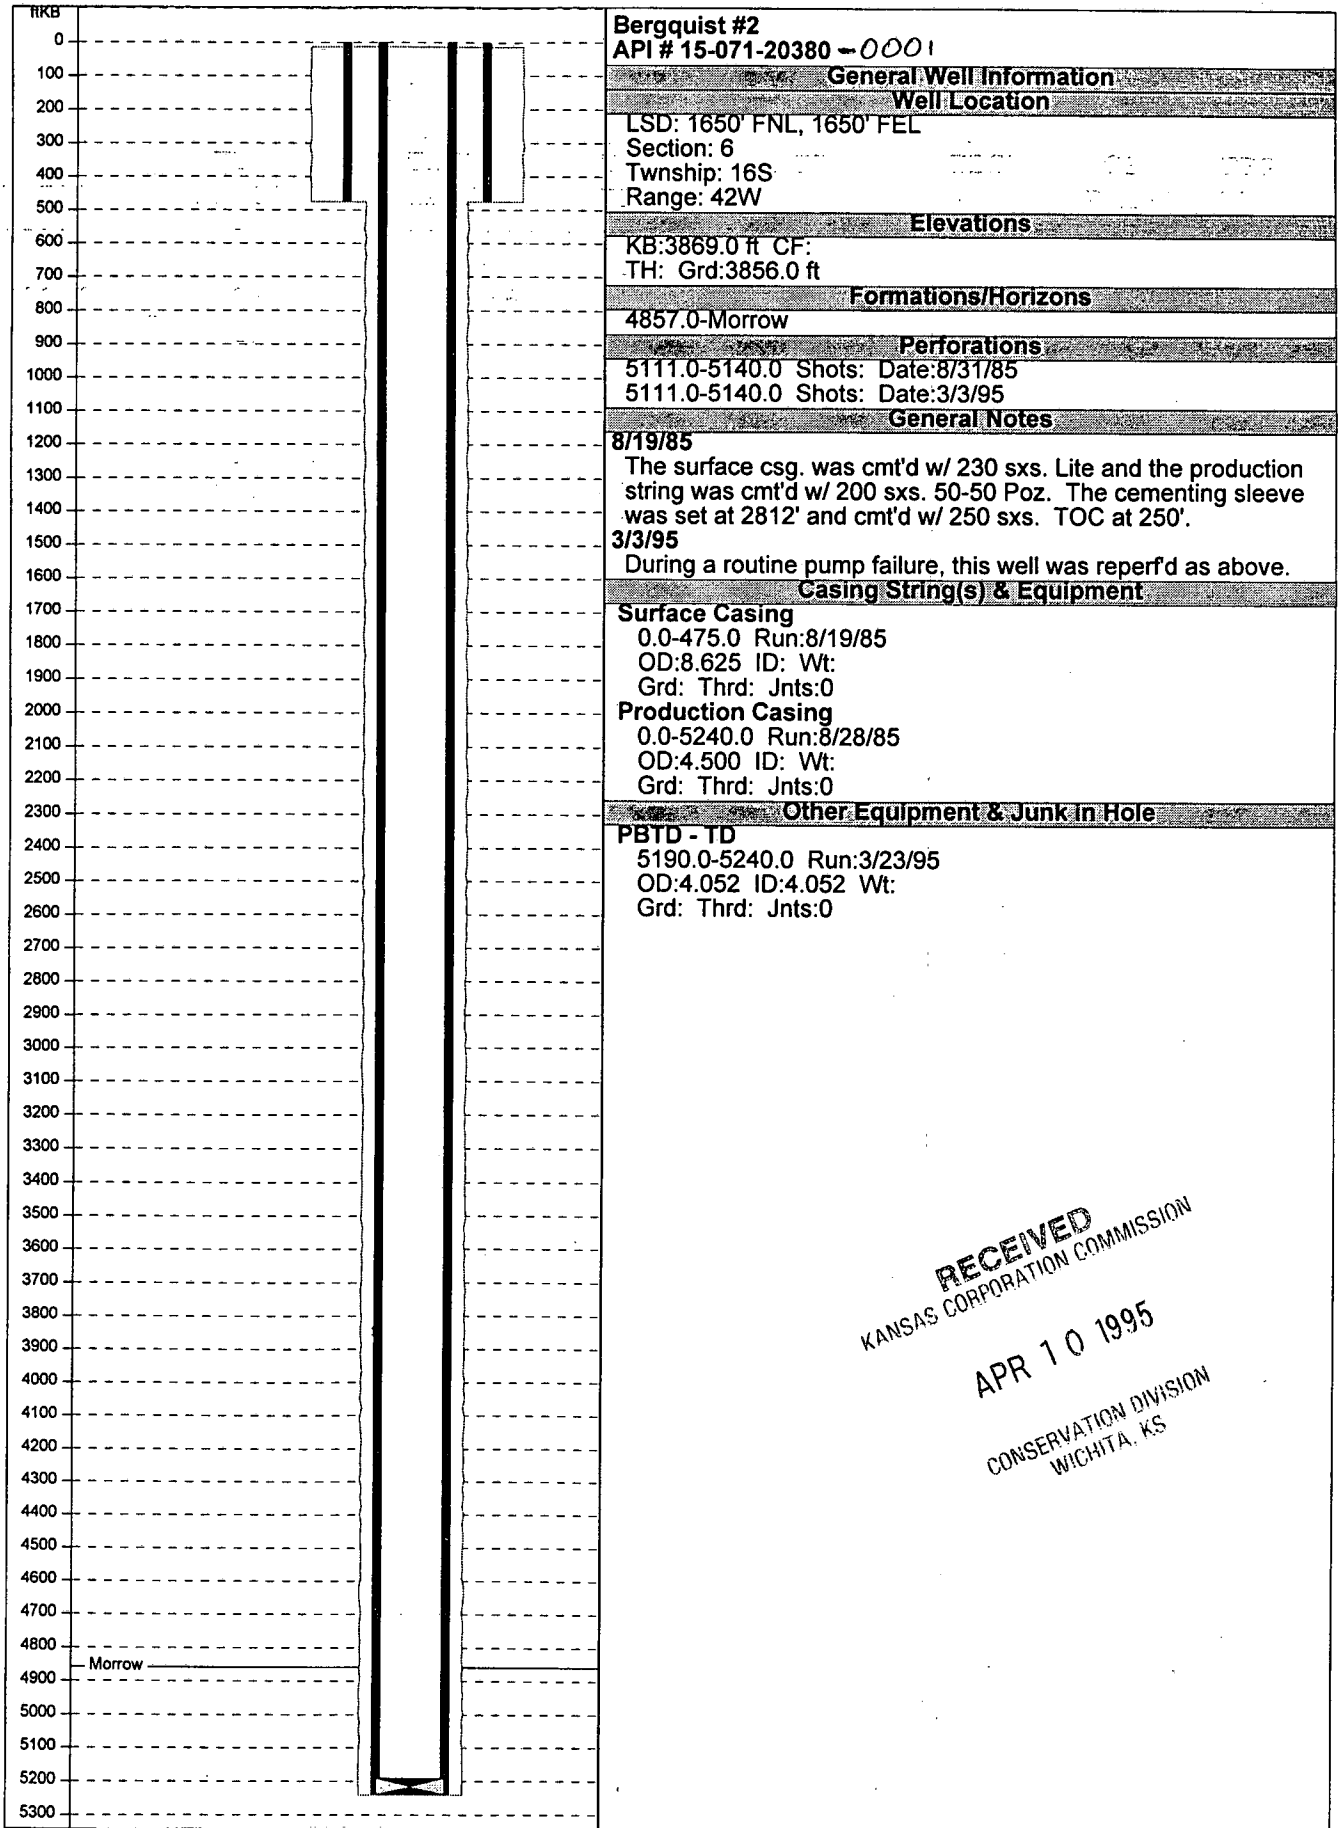 ftKB
0
100
200
300
400
500
600
700
800
900
1000
1100
1200
1300
1400
1500
1600
1700
1800
1900
2000
2100
2200
2300
2400
2500
2600
2700
2800
2900
3000
3100
3200
3300
3400
3500
3600
3700
3800
3900
4000
4100
4200
4300
4400
4500
4600
4700
4800
Morrow
4900
5000
5100
5200
5300
Bergquist #2
API # 15-071-20380 -0001
General Well Information
Well Location
LSD: 1650' FNL, 1650' FEL
Section: 6
Twnship: 16S
Range: 42W
Elevations
KB:3869.0 ft CF:
TH: Grd:3856.0 ft
Formations/Horizons
4857.0-Morrow
Perforations
5111.0-5140.0 Shots: Date:8/31/85
5111.0-5140.0 Shots: Date:3/3/95
General Notes
8/19/85
The surface csg. was cmt'd w/ 230 sxs. Lite and the production
string was cmt'd w/ 200 sxs. 50-50 Poz. The cementing sleeve
was set at 2812' and cmt'd w/ 250 sxs. TOC at 250'.
3/3/95
During a routine pump failure, this well was reperf'd as above.
Casing String(s) & Equipment
Surface Casing
0.0-475.0 Run:8/19/85
OD:8.625 ID: Wt:
Grd: Thrd: Jnts:0
Production Casing
0.0-5240.0 Run:8/28/85
OD:4.500 ID: Wt:
Grd: Thrd: Jnts:0
Other Equipment & Junk in Hole
PBTD - TD
5190.0-5240.0 Run:3/23/95
OD:4.052 ID:4.052 Wt:
Grd: Thrd: Jnts:0
RECEIVED
KANSAS CORPORATION COMMISSION
APR 10 1995
CONSERVATION DIVISION
WICHITA, KS